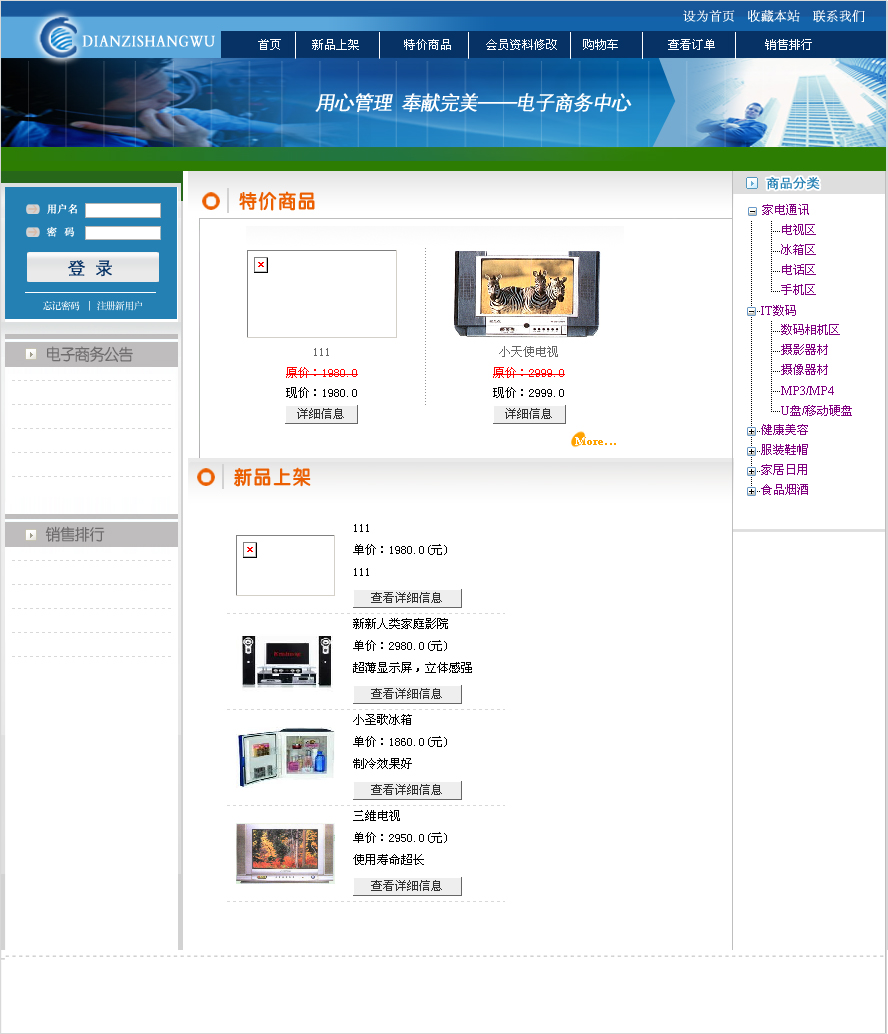 设为首页 收藏本站 联系我们
DIANZISHANGWU
首页 新品上架 特价商品 会员资料修改 购物车 查看订单 销售排行
用心管理 奉献完美——电子商务中心
用户名
密 码
登 录
忘记密码 | 注册新用户
电子商务公告
销售排行
特价商品
111
原价：1980.0
现价：1980.0
详细信息
小天使电视
原价：2999.0
现价：2999.0
详细信息
More...
新品上架
111
单价：1980.0(元)
111
查看详细信息
新新人类家庭影院
单价：2980.0(元)
超薄显示屏，立体感强
查看详细信息
小圣歌冰箱
单价：1860.0(元)
制冷效果好
查看详细信息
三维电视
单价：2950.0(元)
使用寿命超长
查看详细信息
商品分类
家电通讯
电视区
冰箱区
电话区
手机区
IT数码
数码相机区
摄影器材
摄像器材
MP3/MP4
U盘/移动硬盘
健康美容
服装鞋帽
家居日用
食品烟酒